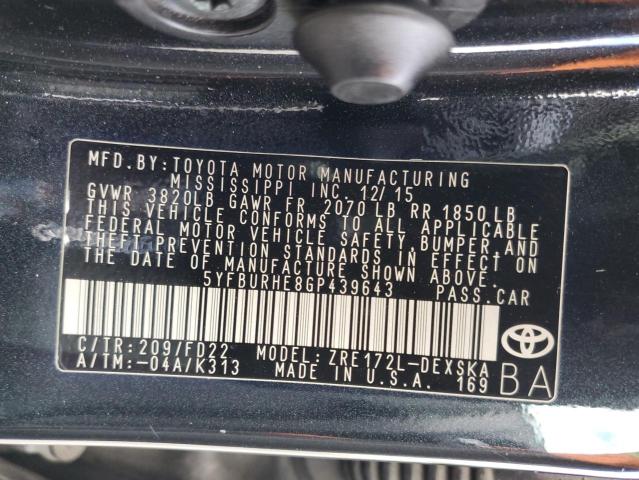 MFD. BY: TOYOTA MOTOR MANUFACTURING
MISSISSIPPI INC. 12/15
GVWR 3820LB GAWR FR 2070 LB RR 1850 LB
THIS VEHICLE CONFORMS TO ALL APPLICABLE
FEDERAL MOTOR VEHICLE SAFETY, BUMPER AND
THEFT PREVENTION STANDARDS IN EFFECT ON
THE DATE OF MANUFACTURE SHOWN ABOVE.
5YFBURHE8GP439643 PASS. CAR
C/TR: 209/FD22 MODEL: ZRE172L-DEXSKA
A/TM: -04A/K313 MADE IN U.S.A. 169
BA